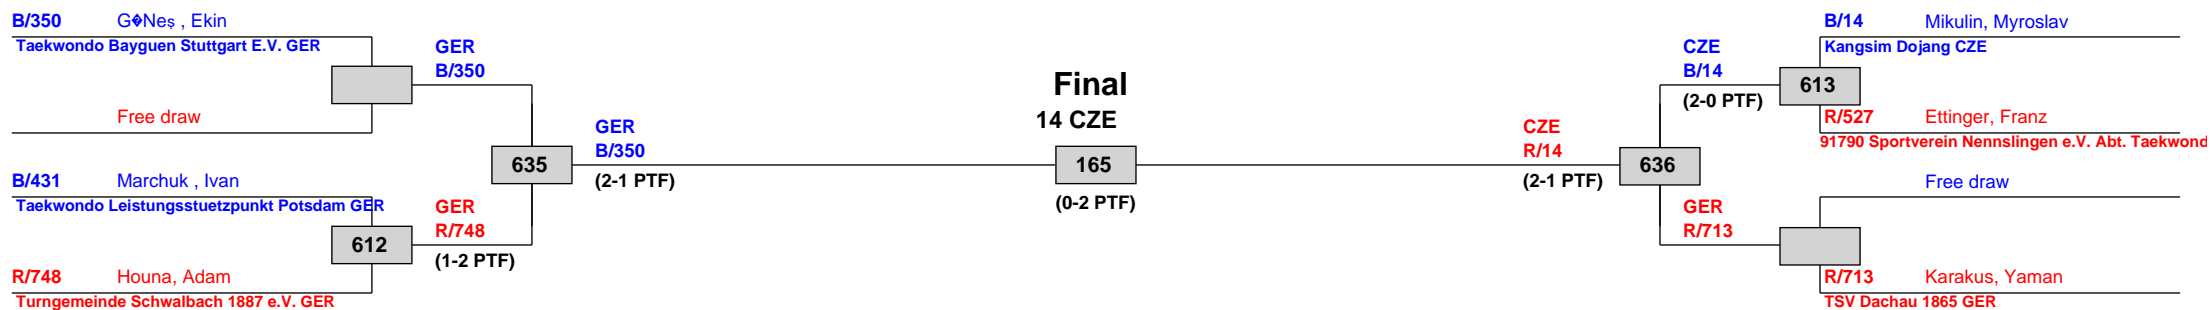 B/350 G�Neş , Ekin
Taekwondo Bayguen Stuttgart E.V. GER
GER
B/350
Free draw
GER
B/350
(2-1 PTF)
635
B/431 Marchuk , Ivan
Taekwondo Leistungsstuetzpunkt Potsdam GER
GER
R/748
(1-2 PTF)
612
R/748 Houna, Adam
Turngemeinde Schwalbach 1887 e.V. GER
Final
14 CZE
165
(0-2 PTF)
B/14 Mikulin, Myroslav
Kangsim Dojang CZE
CZE
B/14
(2-0 PTF)
613
R/527 Ettinger, Franz
91790 Sportverein Nennslingen e.V. Abt. Taekwond
CZE
R/14
(2-1 PTF)
636
Free draw
GER
R/713
R/713 Karakus, Yaman
TSV Dachau 1865 GER